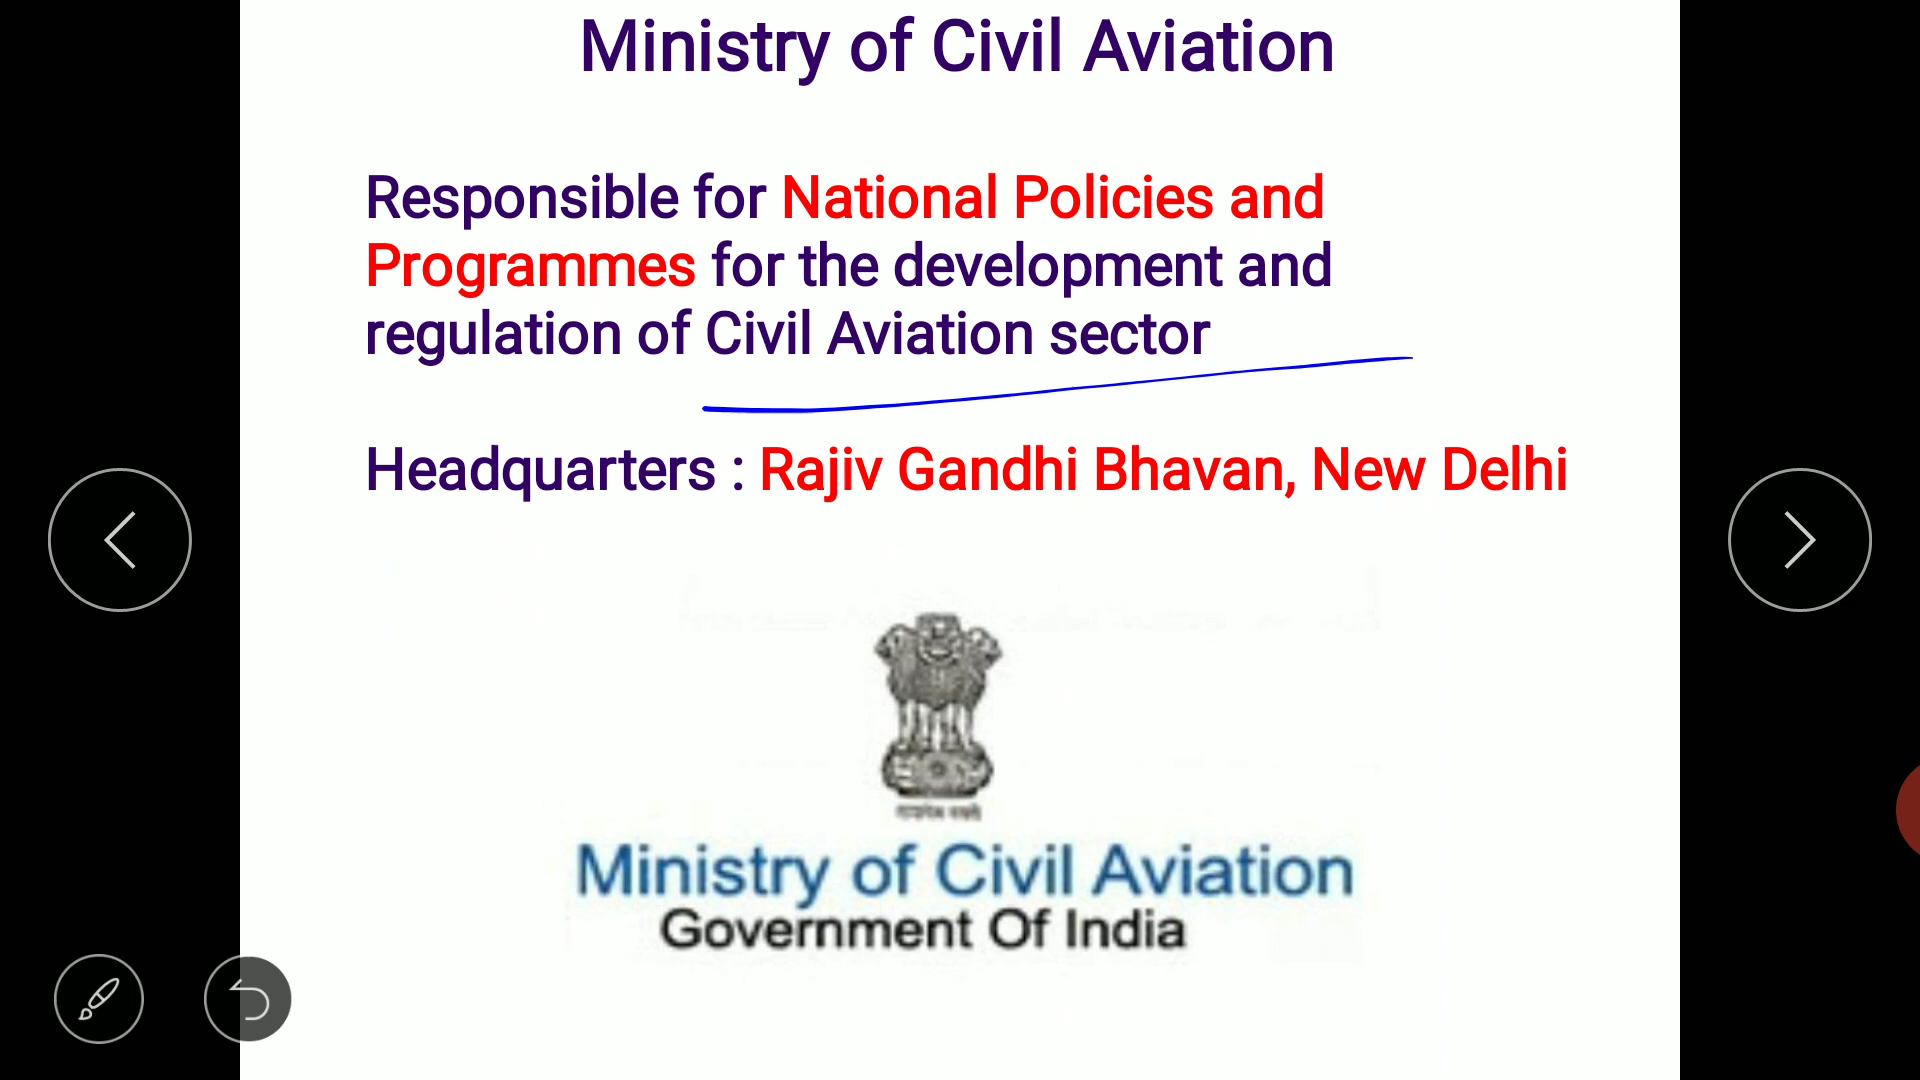 Ministry of Civil Aviation
Responsible for National Policies and
Programmes for the development and
regulation of Civil Aviation sector
Headquarters : Rajiv Gandhi Bhavan, New Delhi
Ministry of Civil Aviation
Government Of India